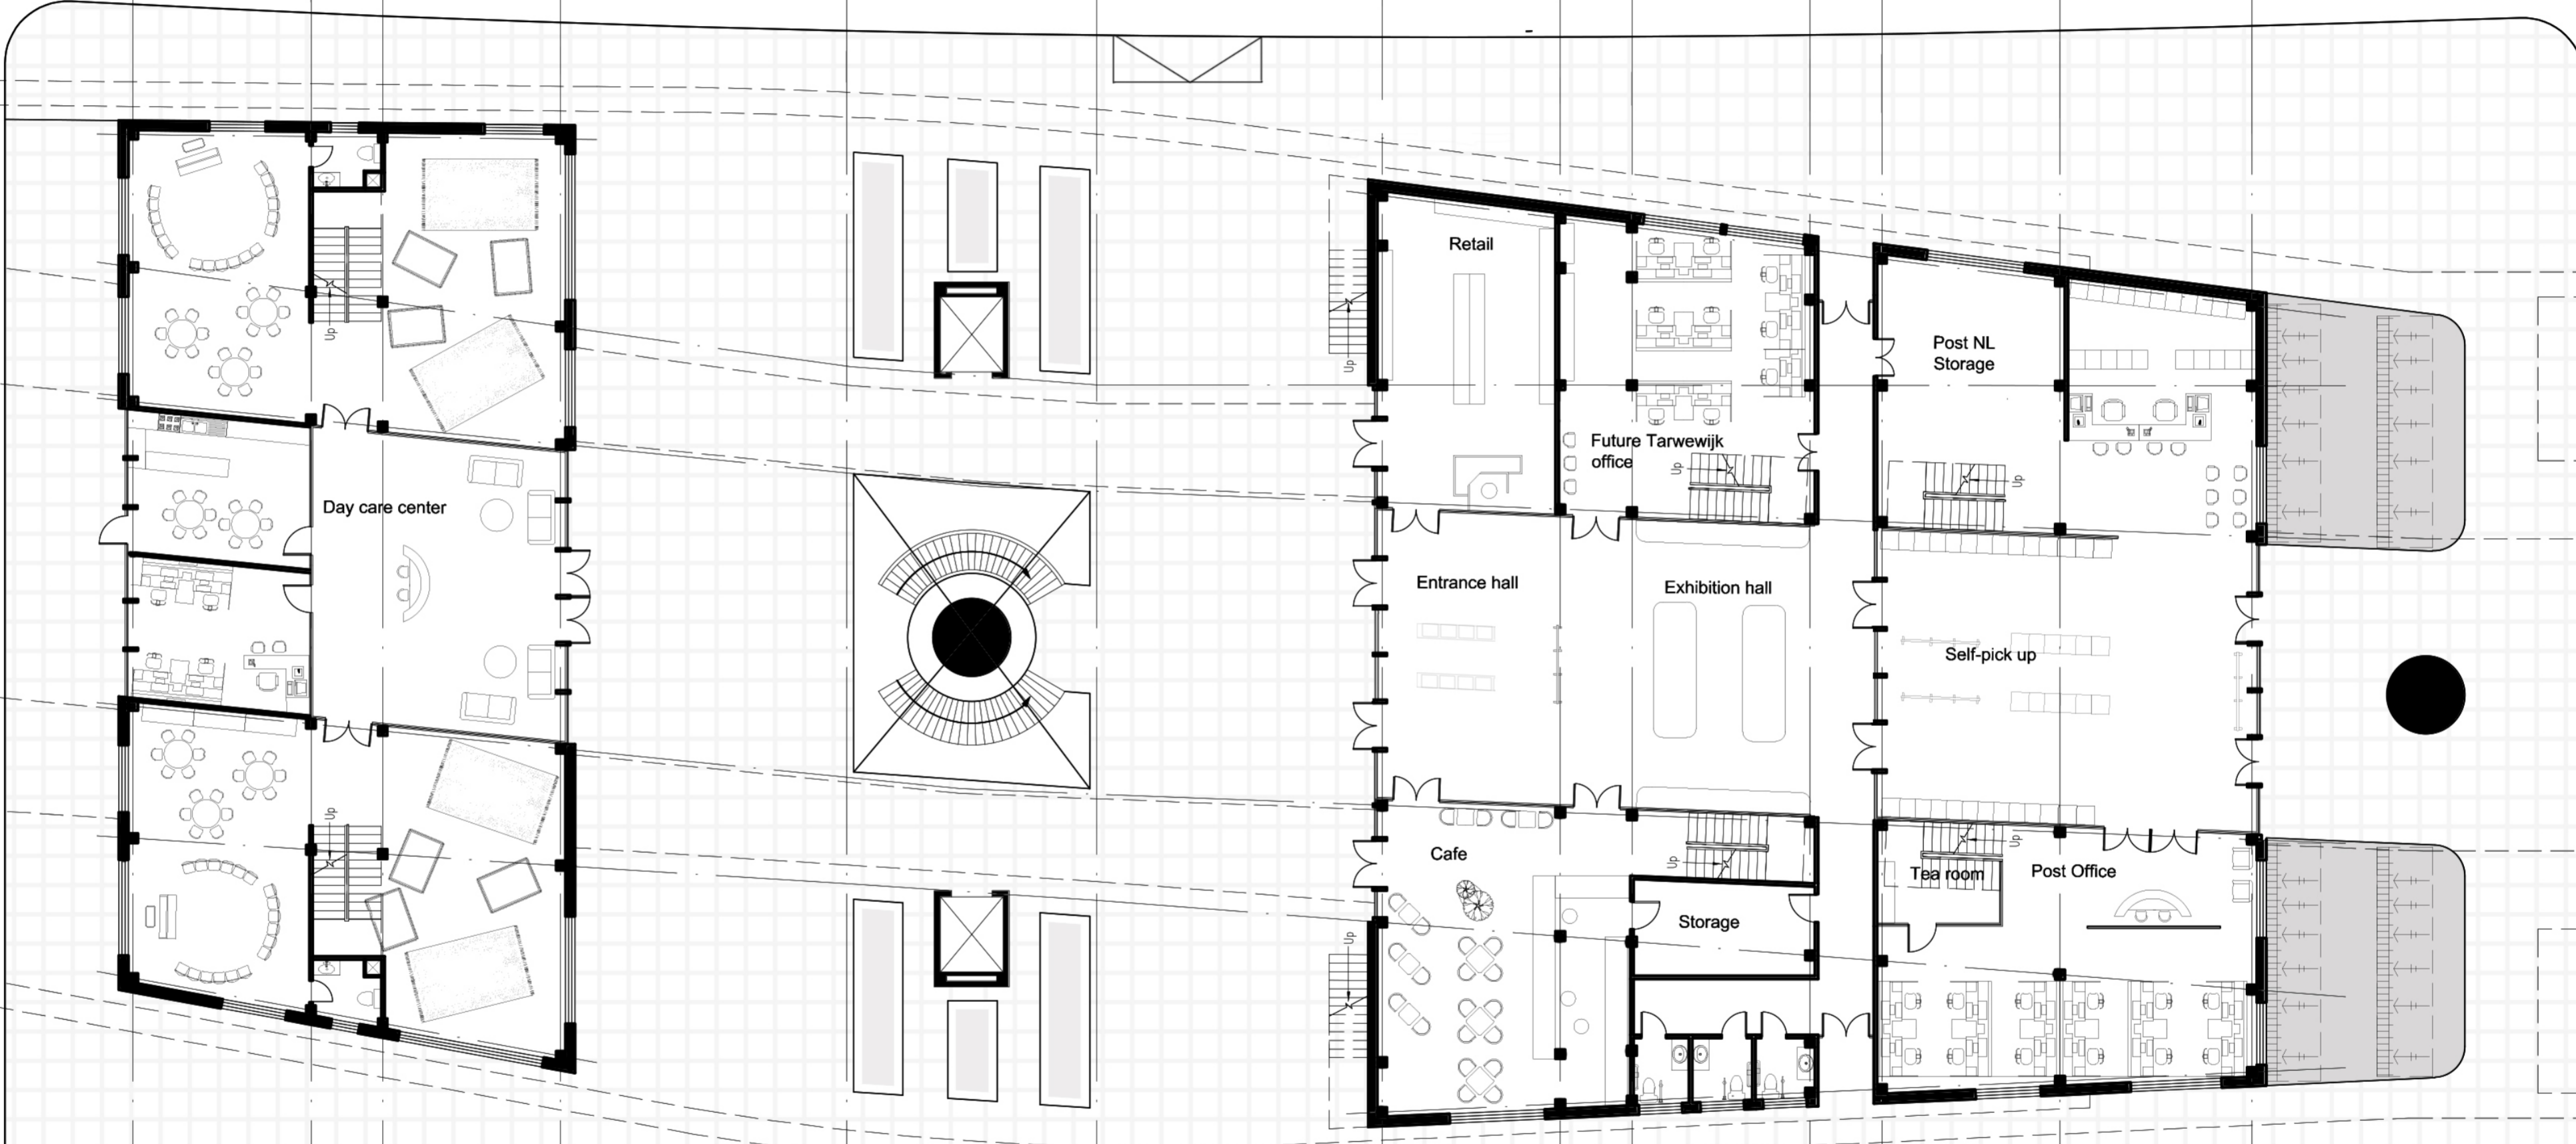 Retail
Up
Up
Up
Post NL
Storage
Future Tarwewijk
office
Up
Up
Day care center
Entrance hall
Exhibition hall
Self-pick up
Up
Cafe
Up
Up
Tea room
Post Office
Storage
Up